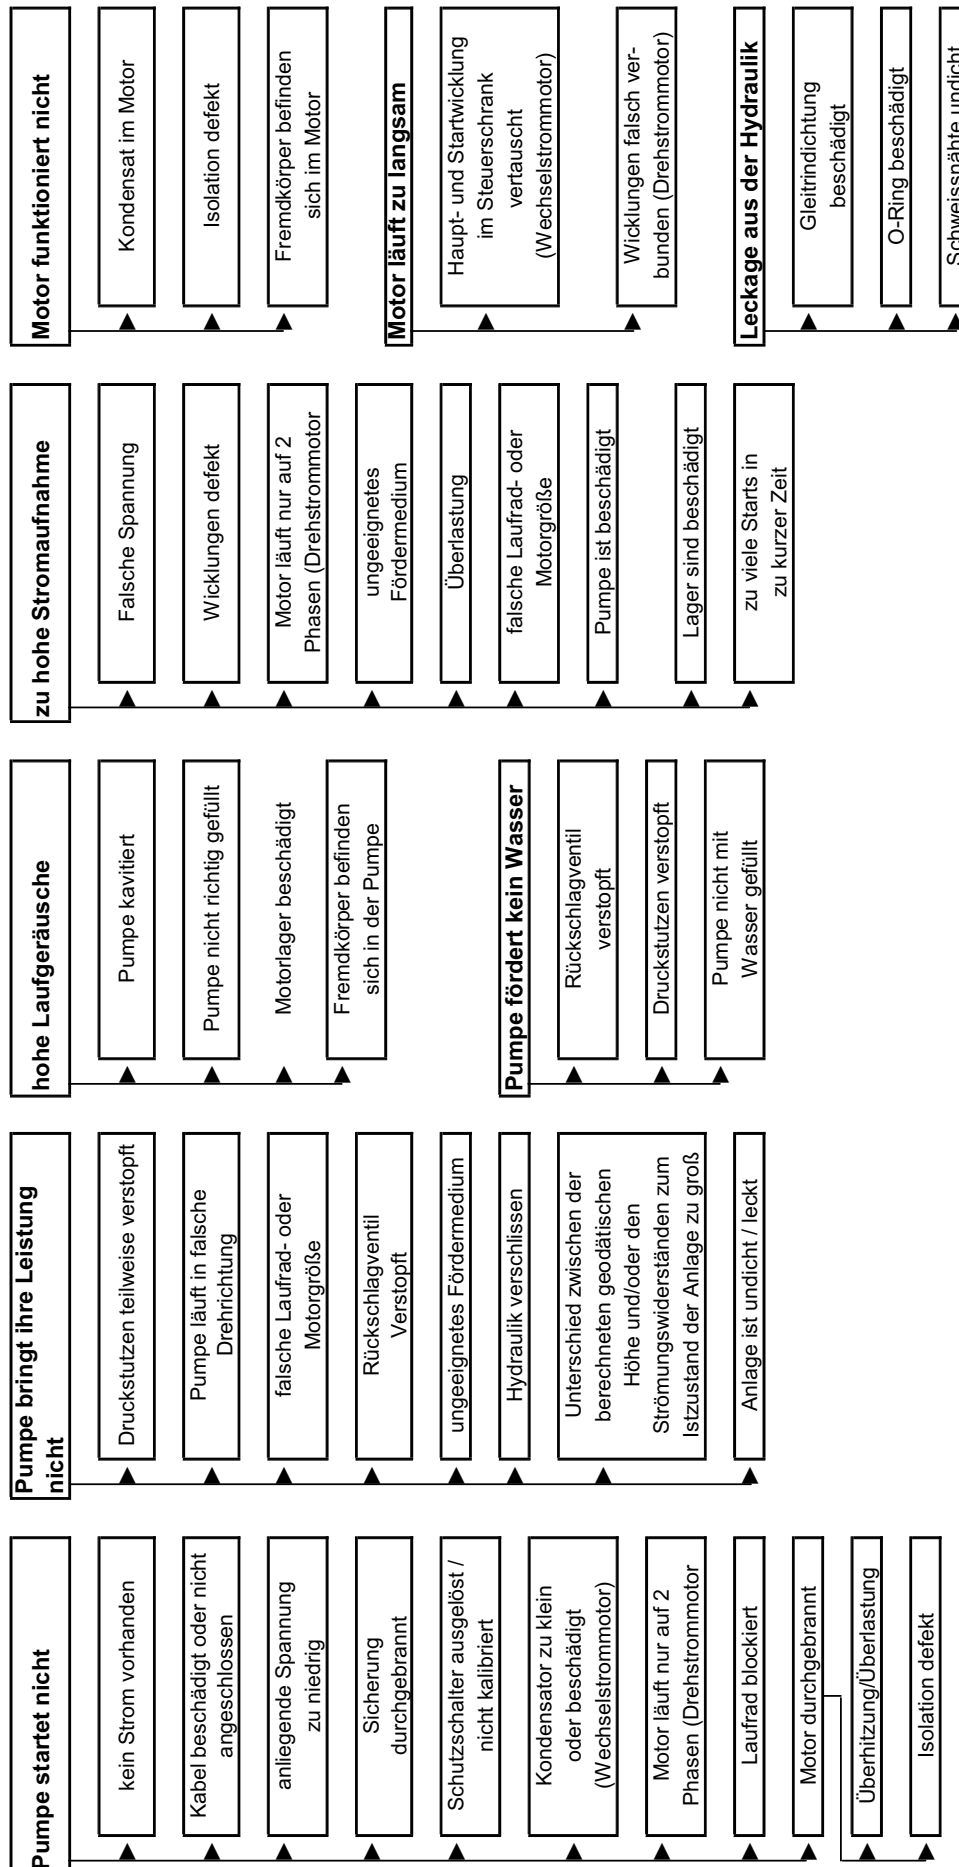 Pumpe startet nicht
kein Strom vorhanden
Kabel beschädigt oder nicht
angeschlossen
anliegende Spannung
zu niedrig
Sicherung
durchgebrannt
Schutzschalter ausgelöst /
nicht kalibriert
Kondensator zu klein
oder beschädigt
(Wechselstrommotor)
Motor läuft nur auf 2
Phasen (Drehstrommotor
Laufrad blockiert
Motor durchgebrannt
Überhitzung/Überlastung
Isolation defekt
Pumpe bringt ihre Leistung
nicht
Druckstutzen teilweise verstopft
Pumpe läuft in falsche
Drehrichtung
falsche Laufrad- oder
Motorgröße
Rückschlagventil
Verstopft
ungeeignetes Fördermedium
Hydraulik verschlissen
Unterschied zwischen der
berechneten geodätischen
Höhe und/oder den
Strömungswiderständen zum
Istzustand der Anlage zu groß
Anlage ist undicht / leckt
hohe Laufgeräusche
Pumpe kavitiert
Pumpe nicht richtig gefüllt
Motorlager beschädigt
Fremdkörper befinden
sich in der Pumpe
Pumpe fördert kein Wasser
Rückschlagventil
verstopft
Druckstutzen verstopft
Pumpe nicht mit
Wasser gefüllt
zu hohe Stromaufnahme
Falsche Spannung
Wicklungen defekt
Motor läuft nur auf 2
Phasen (Drehstrommotor
ungeeignetes
Fördermedium
Überlastung
falsche Laufrad- oder
Motorgröße
Pumpe ist beschädigt
Lager sind beschädigt
zu viele Starts in
zu kurzer Zeit
Motor funktioniert nicht
Kondensat im Motor
Isolation defekt
Fremdkörper befinden
sich im Motor
Motor läuft zu langsam
Haupt- und Startwicklung
im Steuerschrank
vertauscht
(Wechselstrommotor)
Wicklungen falsch ver-
bunden (Drehstrommotor)
Leckage aus der Hydraulik
Gleitrindichtung
beschädigt
O-Ring beschädigt
Schweissnähte undicht